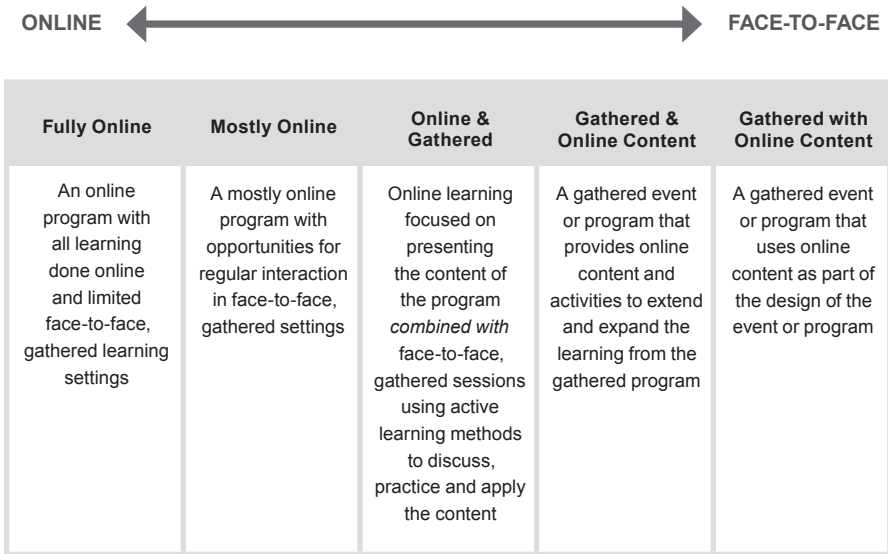 ONLINE
FACE-TO-FACE
Fully Online
An online
program with
all learning
done online
and limited
face-to-face,
gathered learning
settings
Mostly Online
A mostly online
program with
opportunities for
regular interaction
in face-to-face,
gathered settings
Online &
Gathered
Online learning
focused on
presenting
the content of
the program
combined with
face-to-face,
gathered sessions
using active
learning methods
to discuss,
practice and apply
the content
Gathered &
Online Content
A gathered event
or program that
provides online
content and
activities to extend
and expand the
learning from the
gathered program
Gathered with
Online Content
A gathered event
or program that
uses online
content as part of
the design of the
event or program